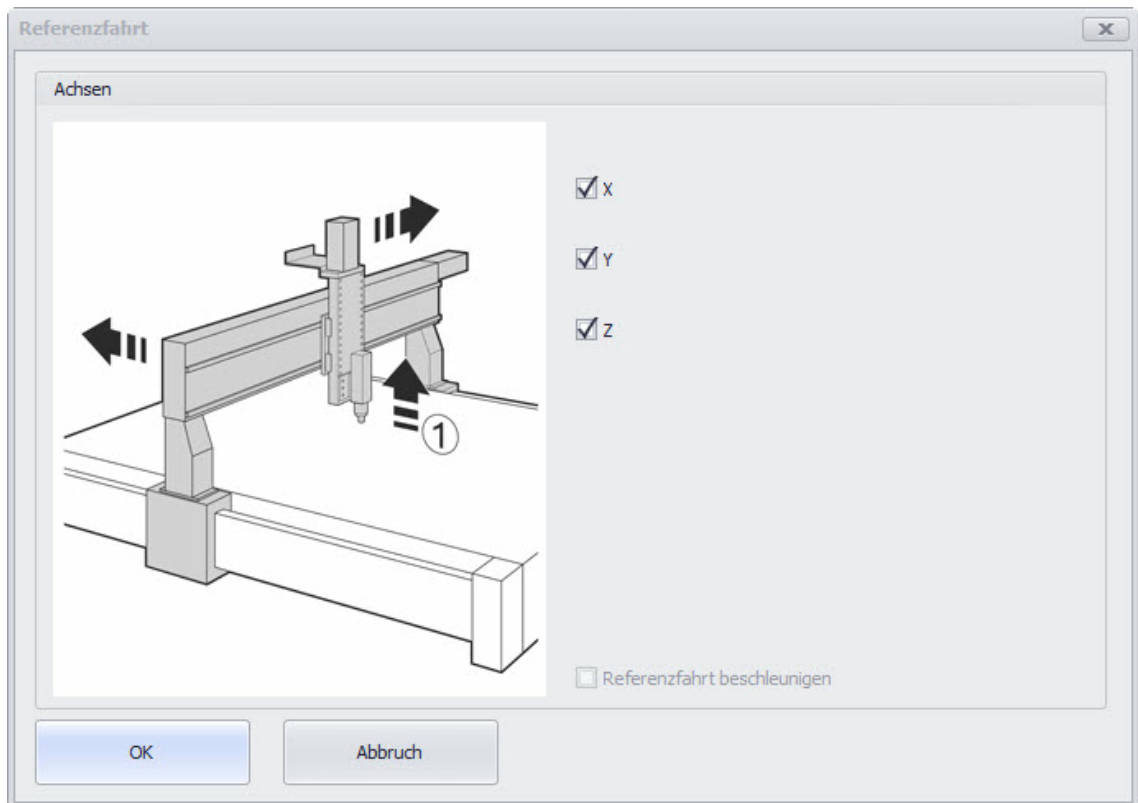 Referenzfahrt
Achsen
X
Y
Z
1
Referenzfahrt beschleunigen
OK
Abbruch